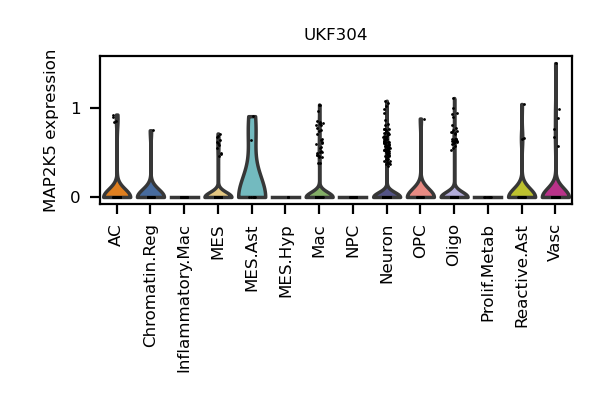 UKF304
MAP2K5 expression
1
0
AC
Chromatin.Reg
Inflammatory.Mac
MES
MES.Ast
MES.Hyp
Mac
NPC
Neuron
OPC
Oligo
Prolif.Metab
Reactive.Ast
Vasc